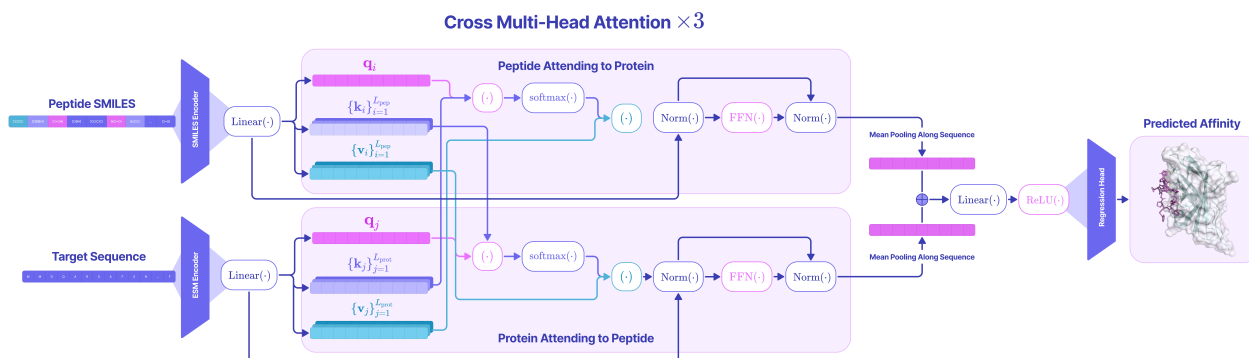 Cross Multi-Head Attention ×3
Peptide Attending to Protein
Peptide SMILES
SMILES Encoder
Linear(·)
q_i
{k_i}_{i=1}^{L_pep}
{v_i}_{i=1}^{L_pep}
(·)
softmax(·)
(·)
Norm(·)
FFN(·)
Norm(·)
Mean Pooling Along Sequence
Target Sequence
ESM Encoder
Linear(·)
q_j
{k_j}_{j=1}^{L_prot}
{v_j}_{j=1}^{L_prot}
(·)
softmax(·)
(·)
Norm(·)
FFN(·)
Norm(·)
Mean Pooling Along Sequence
Protein Attending to Peptide
Linear(·)
ReLU(·)
Regression Head
Predicted Affinity